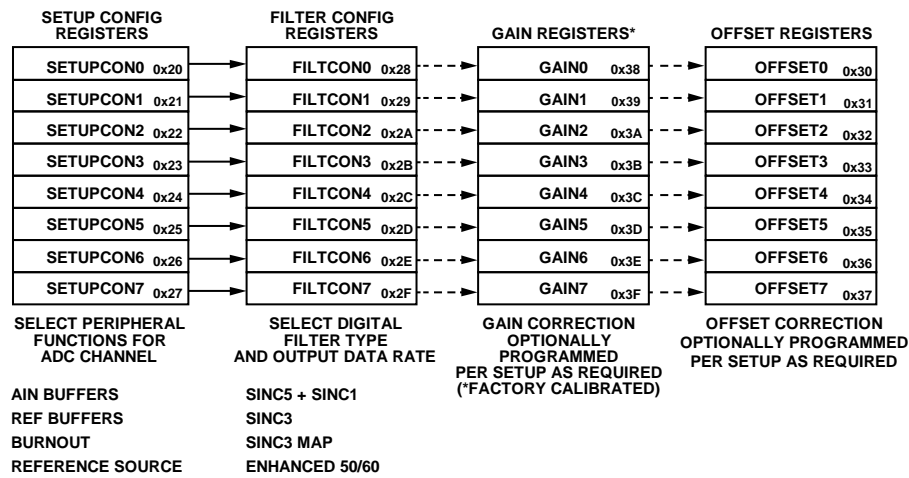 SETUP CONFIG
REGISTERS
FILTER CONFIG
REGISTERS
GAIN REGISTERS*
OFFSET REGISTERS
SETUPCON0 0x20
FILTCON0 0x28
GAIN0 0x38
OFFSET0 0x30
SETUPCON1 0x21
FILTCON1 0x29
GAIN1 0x39
OFFSET1 0x31
SETUPCON2 0x22
FILTCON2 0x2A
GAIN2 0x3A
OFFSET2 0x32
SETUPCON3 0x23
FILTCON3 0x2B
GAIN3 0x3B
OFFSET3 0x33
SETUPCON4 0x24
FILTCON4 0x2C
GAIN4 0x3C
OFFSET4 0x34
SETUPCON5 0x25
FILTCON5 0x2D
GAIN5 0x3D
OFFSET5 0x35
SETUPCON6 0x26
FILTCON6 0x2E
GAIN6 0x3E
OFFSET6 0x36
SETUPCON7 0x27
FILTCON7 0x2F
GAIN7 0x3F
OFFSET7 0x37
SELECT PERIPHERAL
FUNCTIONS FOR
ADC CHANNEL
SELECT DIGITAL
FILTER TYPE
AND OUTPUT DATA RATE
GAIN CORRECTION
OPTIONALLY
PROGRAMMED
PER SETUP AS REQUIRED
(*FACTORY CALIBRATED)
OFFSET CORRECTION
OPTIONALLY PROGRAMMED
PER SETUP AS REQUIRED
AIN BUFFERS
REF BUFFERS
BURNOUT
REFERENCE SOURCE
SINC5 + SINC1
SINC3
SINC3 MAP
ENHANCED 50/60